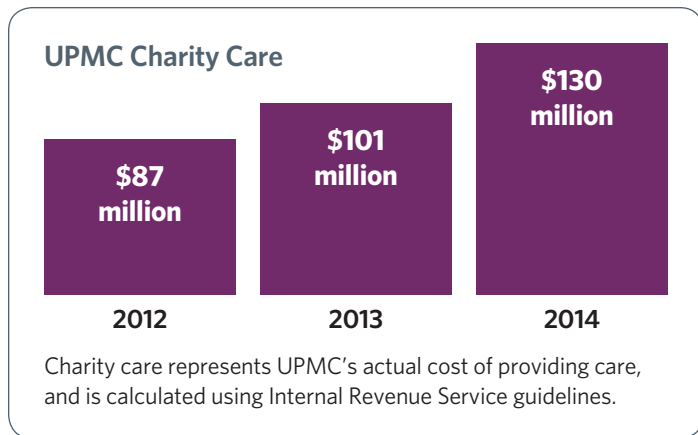 UPMC Charity Care
$130
million
$101
million
$87
million
2012
2013
2014
Charity care represents UPMC's actual cost of providing care,
and is calculated using Internal Revenue Service guidelines.